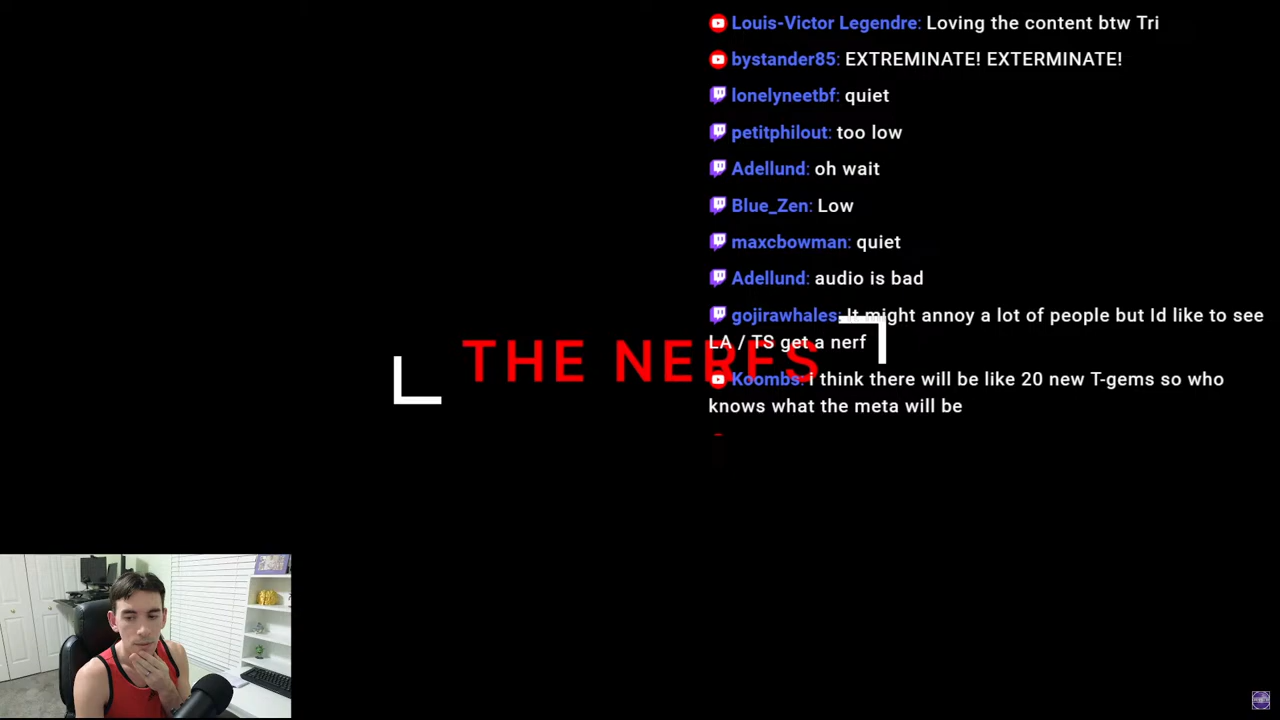 Louis-Victor Legendre: Loving the content btw Tri
bystander85: EXTREMINATE! EXTERMINATE!
lonelyneetbf: quiet
petitphilout: too low
Adellund: oh wait
Blue_Zen: Low
maxcbowman: quiet
Adellund: audio is bad
gojirawhales: It might annoy a lot of people but Id like to see
LA / TS get a nerf
THE NERFS
Koombs: i think there will be like 20 new T-gems so who
knows what the meta will be